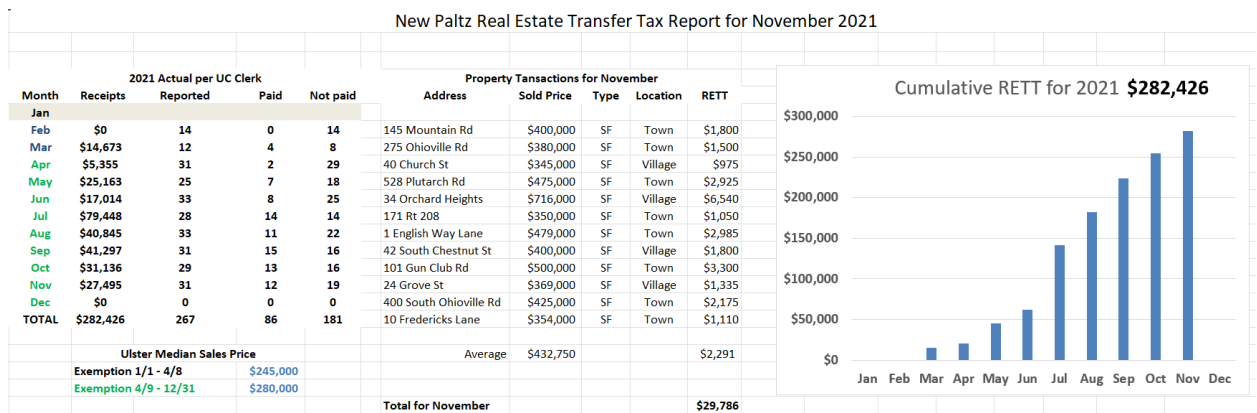 New Paltz Real Estate Transfer Tax Report for November 2021
2021 Actual per UC Clerk
Month Receipts Reported Paid Not paid
Jan
Feb $0 14 0 14
Mar $14,673 12 4 8
Apr $5,355 31 2 29
May $25,163 25 7 18
Jun $17,014 33 8 25
Jul $79,448 28 14 14
Aug $40,845 33 11 22
Sep $41,297 31 15 16
Oct $31,136 29 13 16
Nov $27,495 31 12 19
Dec $0 0 0 0
TOTAL $282,426 267 86 181
Ulster Median Sales Price
Exemption 1/1 - 4/8 $245,000
Exemption 4/9 - 12/31 $280,000
Property Tansactions for November
Address Sold Price Type Location RETT
145 Mountain Rd $400,000 SF Town $1,800
275 Ohioville Rd $380,000 SF Town $1,500
40 Church St $345,000 SF Village $975
528 Plutarch Rd $475,000 SF Town $2,925
34 Orchard Heights $716,000 SF Village $6,540
171 Rt 208 $350,000 SF Town $1,050
1 English Way Lane $479,000 SF Town $2,985
42 South Chestnut St $400,000 SF Village $1,800
101 Gun Club Rd $500,000 SF Town $3,300
24 Grove St $369,000 SF Village $1,335
400 South Ohioville Rd $425,000 SF Town $2,175
10 Fredericks Lane $354,000 SF Town $1,110
Average $432,750 $2,291
Total for November $29,786
Cumulative RETT for 2021 $282,426
$300,000
$250,000
$200,000
$150,000
$100,000
$50,000
$0
Jan Feb Mar Apr May Jun Jul Aug Sep Oct Nov Dec